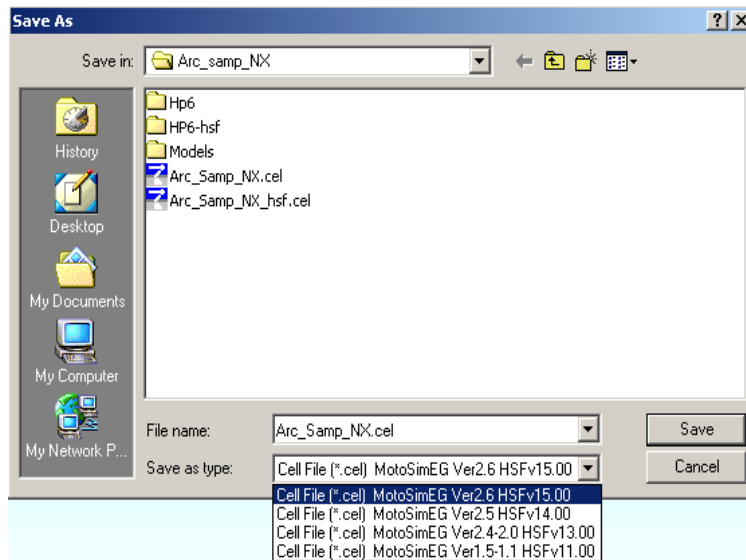 Save As
Save in: Arc_samp_NX
Hp6
HP6-hsf
Models
Arc_Samp_NX.cel
Arc_Samp_NX_hsf.cel
History
Desktop
My Documents
My Computer
My Network P...
File name: Arc_Samp_NX.cel Save
Save as type: Cell File (*.cel) MotoSimEG Ver2.6 HSFv15.00 Cancel
Cell File (*.cel) MotoSimEG Ver2.6 HSFv15.00
Cell File (*.cel) MotoSimEG Ver2.5 HSFv14.00
Cell File (*.cel) MotoSimEG Ver2.4-2.0 HSFv13.00
Cell File (*.cel) MotoSimEG Ver1.5-1.1 HSFv11.00